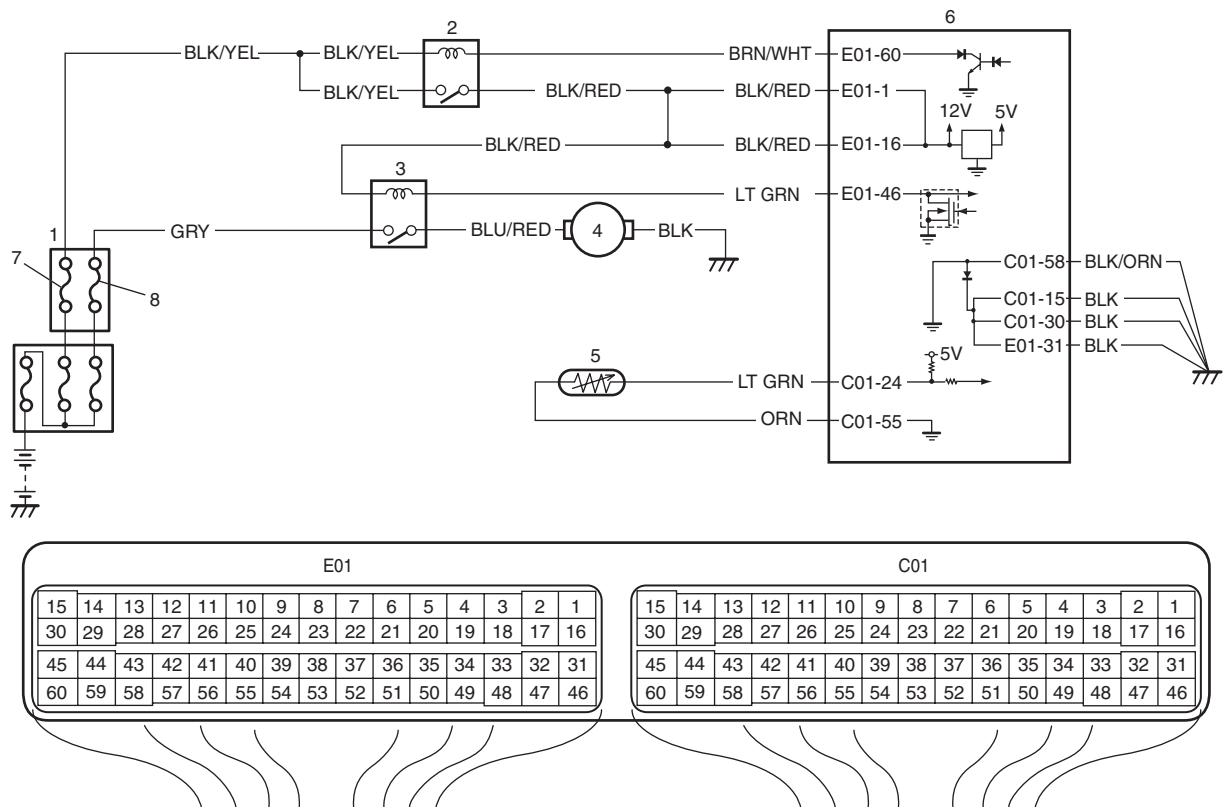 6
2
BLK/YEL BLK/YEL BRN/WHT E01-60
BLK/YEL BLK/RED BLK/RED E01-1
12V 5V
BLK/RED BLK/RED E01-16
3
LT GRN E01-46
1 GRY BLU/RED 4 BLK
7
C01-58 BLK/ORN
8
C01-15 BLK
C01-30 BLK
E01-31 BLK
5 5V
LT GRN C01-24
ORN C01-55
E01 C01
15 14 13 12 11 10 9 8 7 6 5 4 3 2 1 15 14 13 12 11 10 9 8 7 6 5 4 3 2 1
30 29 28 27 26 25 24 23 22 21 20 19 18 17 16 30 29 28 27 26 25 24 23 22 21 20 19 18 17 16
45 44 43 42 41 40 39 38 37 36 35 34 33 32 31 45 44 43 42 41 40 39 38 37 36 35 34 33 32 31
60 59 58 57 56 55 54 53 52 51 50 49 48 47 46 60 59 58 57 56 55 54 53 52 51 50 49 48 47 46